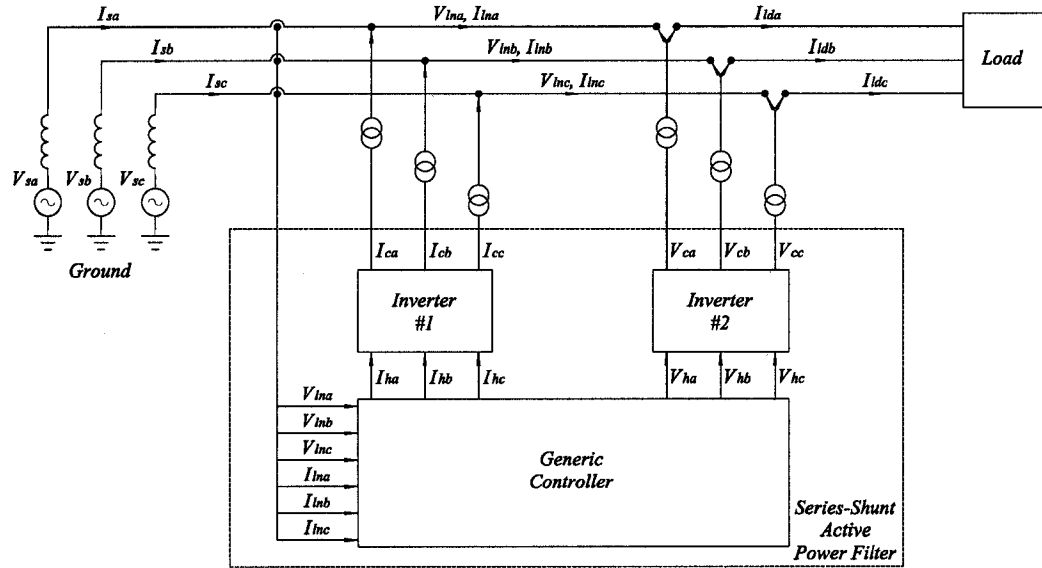 Isa
Vlna, Ilna
Ilda
Isb
Vlnb, Ilnb
Ildb
Load
Isc
Vlnc, Ilnc
Ildc
Vsa
Vsb
Vsc
Ground
Ica
Icb
Icc
Vca
Vcb
Vcc
Inverter
#1
Inverter
#2
Iha
Ihb
Ihc
Vha
Vhb
Vhc
Vlna
Vlnb
Vlnc
Ilna
Ilnb
Ilnc
Generic
Controller
Series-Shunt
Active
Power Filter